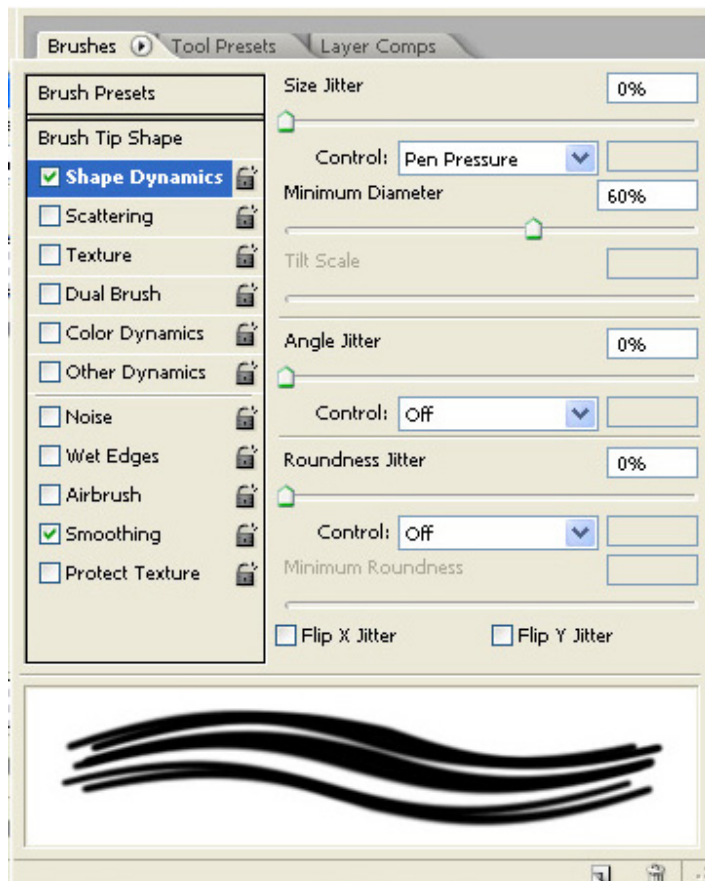 Brushes Tool Presets Layer Comps
Brush Presets
Brush Tip Shape
Shape Dynamics
Scattering
Texture
Dual Brush
Color Dynamics
Other Dynamics
Noise
Wet Edges
Airbrush
Smoothing
Protect Texture
Size Jitter 0%
Control: Pen Pressure
Minimum Diameter 60%
Tilt Scale
Angle Jitter 0%
Control: Off
Roundness Jitter 0%
Control: Off
Minimum Roundness
Flip X Jitter Flip Y Jitter